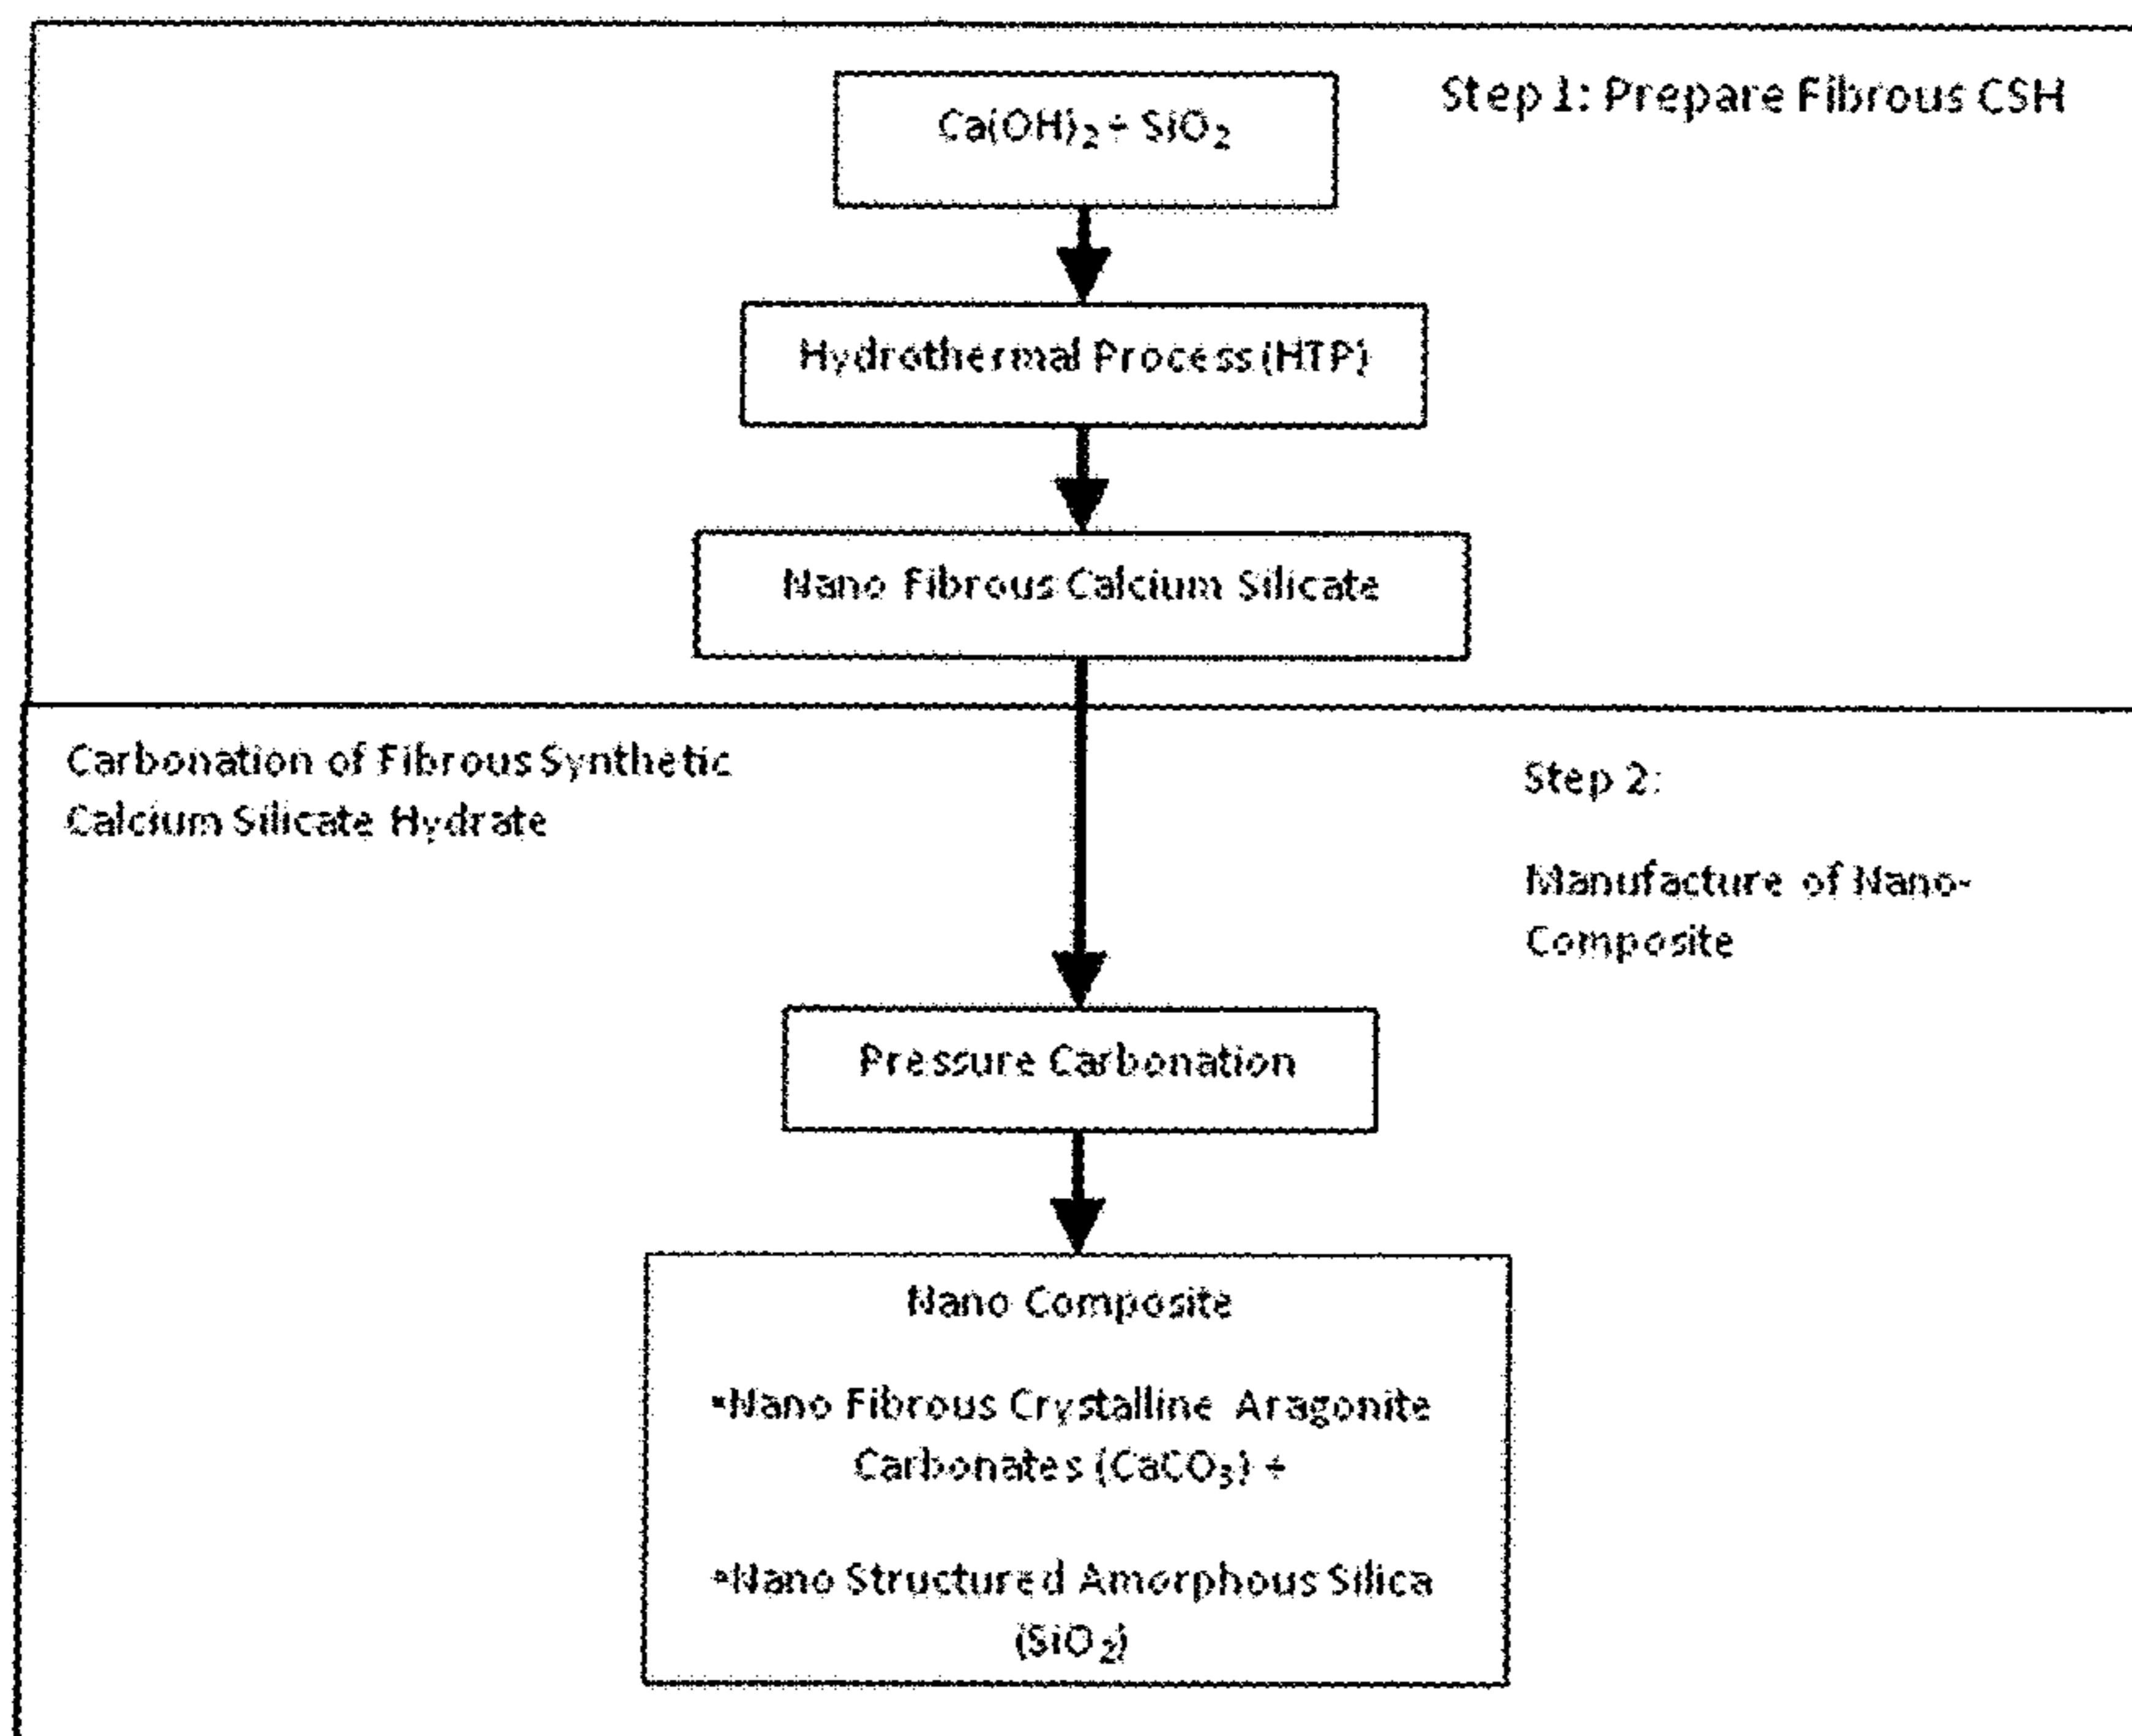 Step 1: Prepare Fibrous CSH
Ca(OH)₂ + SiO₂
Hydrothermal Process (HTP)
Nano Fibrous Calcium Silicate
Carbonation of Fibrous Synthetic
Calcium Silicate Hydrate
Step 2:
Manufacture of Nano-
Composite
Pressure Carbonation
Nano Composite
•Nano Fibrous Crystalline Aragonite
Carbonates (CaCO₃) +
•Nano Structured Amorphous Silica
(SiO₂)